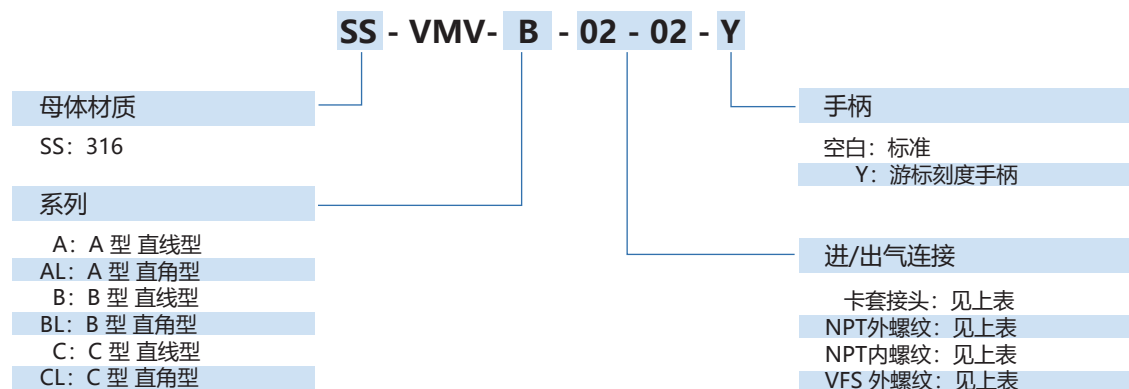 SS - VMV- B - 02 - 02 - Y
母体材质
SS：316
系列
A：A 型 直线型
AL：A 型 直角型
B：B 型 直线型
BL：B 型 直角型
C：C 型 直线型
CL：C 型 直角型
手柄
空白：标准
Y：游标刻度手柄
进/出气连接
卡套接头：见上表
NPT外螺纹：见上表
NPT内螺纹：见上表
VFS 外螺纹：见上表